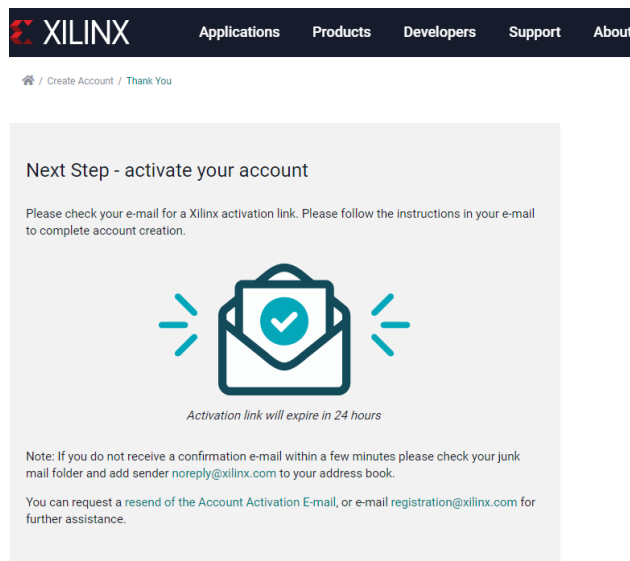 XILINX
Applications Products Developers Support About
/ Create Account / Thank You
Next Step - activate your account
Please check your e-mail for a Xilinx activation link. Please follow the instructions in your e-mail
to complete account creation.
Activation link will expire in 24 hours
Note: If you do not receive a confirmation e-mail within a few minutes please check your junk
mail folder and add sender noreply@xilinx.com to your address book.
You can request a resend of the Account Activation E-mail, or e-mail registration@xilinx.com for
further assistance.